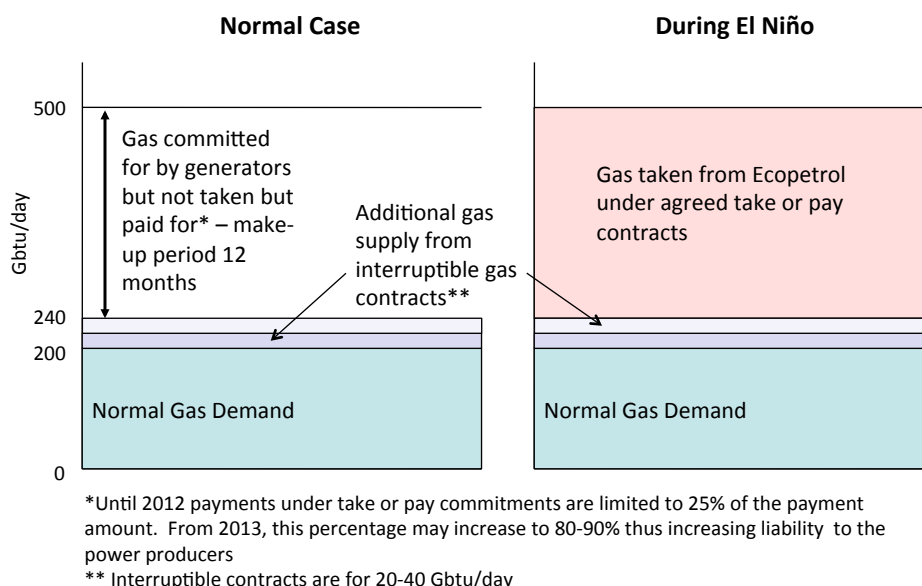 Normal Case
During El Niño
Gbtu/day
500
240
200
0
Gas committed
for by generators
but not taken but
paid for* – make-
up period 12
months
Additional gas
supply from
interruptible gas
contracts**
Normal Gas Demand
Gas taken from Ecopetrol
under agreed take or pay
contracts
Normal Gas Demand
*Until 2012 payments under take or pay commitments are limited to 25% of the payment
amount. From 2013, this percentage may increase to 80-90% thus increasing liability to the
power producers
** Interruptible contracts are for 20-40 Gbtu/day